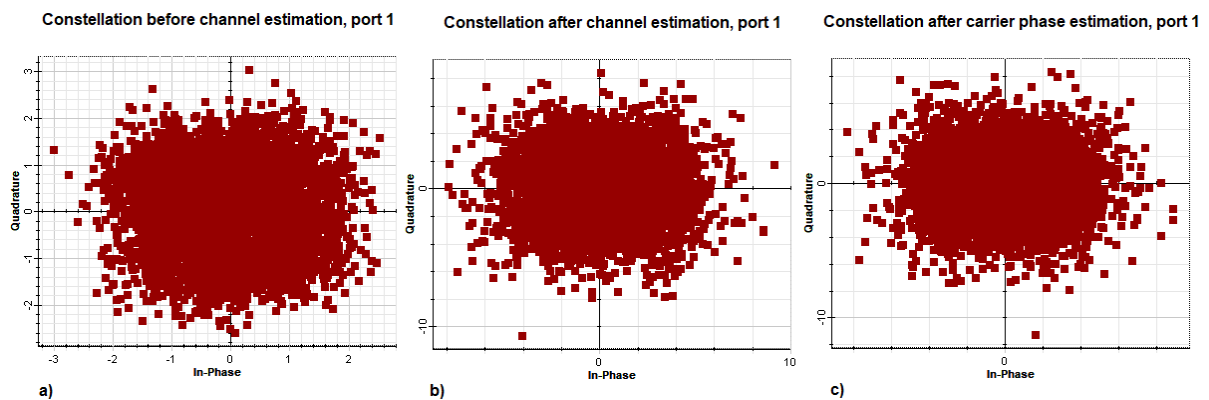 Constellation before channel estimation, port 1
Quadrature
3
2
1
0
-1
-2
-3
-2
-1
0
1
2
In-Phase
a)
Constellation after channel estimation, port 1
Quadrature
0
-10
0
10
In-Phase
b)
Constellation after carrier phase estimation, port 1
Quadrature
0
-10
0
In-Phase
c)